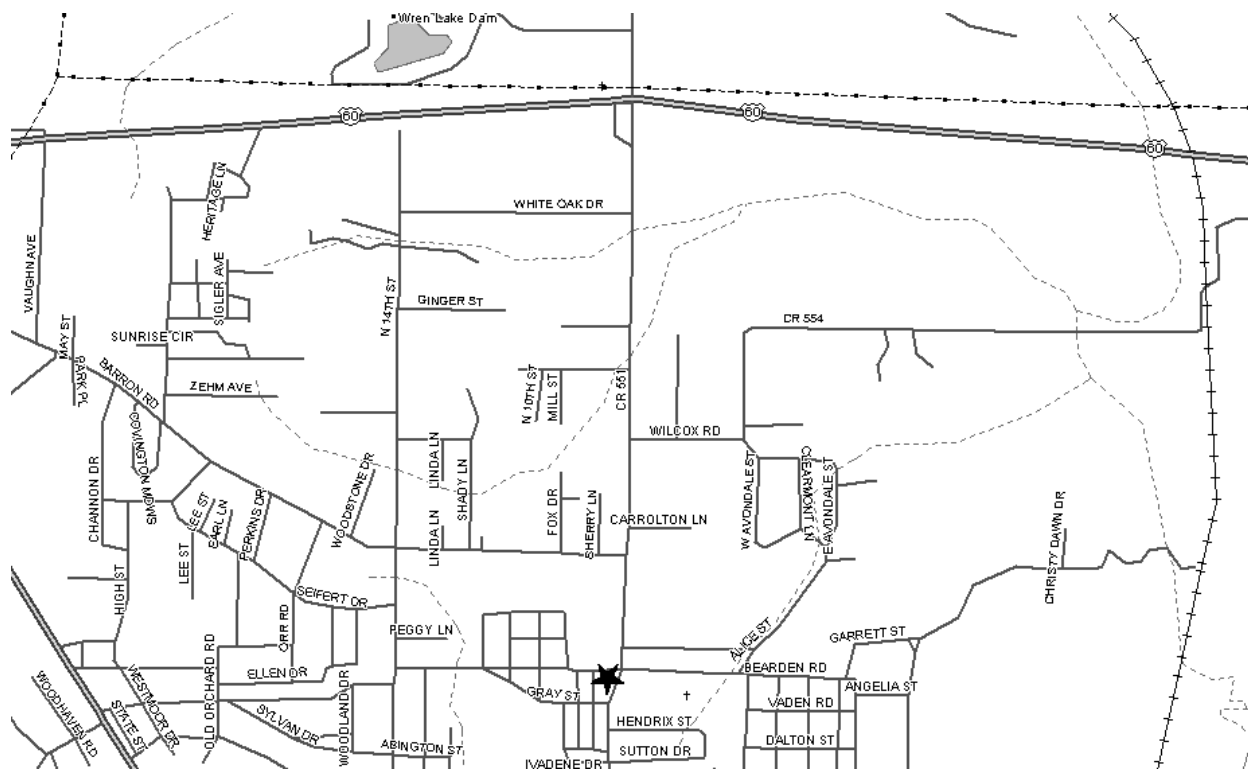 Wren Lake Dam
60
60
60
HERITAGE LN
WHITE OAK DR
VAUGHN AVE
SIGLER AVE
N 14TH ST
GINGER ST
CR 554
MAY ST
SUNRISE CIR
PARK PL
BARRON RD
ZEHM AVE
N 10TH ST
MILL ST
CR 551
COVINGTON MDWS
WILCOX RD
CHANNON DR
LINDA LN
SHADY LN
WOODSTONE DR
W AVONDALE ST
CLEARMONT LN
E AVONDALE ST
LEE ST
EARL LN
PERKINS DR
FOX DR
SHERRY LN
CARROLTON LN
LINDA LN
LEE ST
CHRISTY DAWN DR
HIGH ST
SEIFERT DR
ORR RD
PEGGY LN
ALICE ST
GARRETT ST
BEARDEN RD
ELLEN DR
OLD ORCHARD RD
WESTMOOR DR
WOODHAVEN RD
STATE ST
SYLVAN DR
WOODLAND DR
GRAY ST
ANGELIA ST
VADEN RD
HENDRIX ST
DALTON ST
ABINGTON ST
SUTTON DR
IVADENE DR